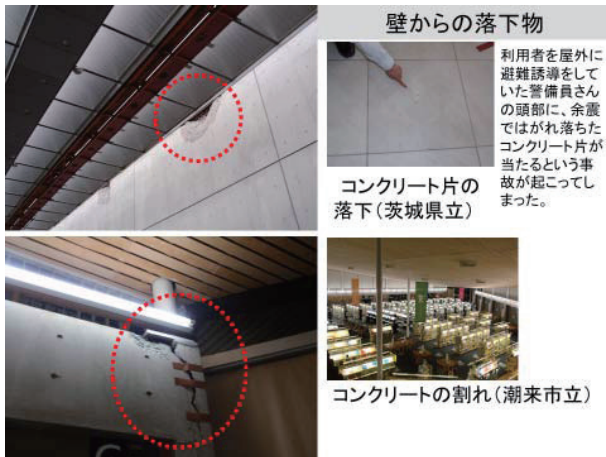 壁からの落下物
利用者を屋外に
避難誘導をして
いた警備員さん
の頭部に、余震
ではがれ落ちた
コンクリート片が
当たるという事
故が起こってし
まった。
コンクリート片の
落下（茨城県立）
コンクリートの割れ（潮来市立）